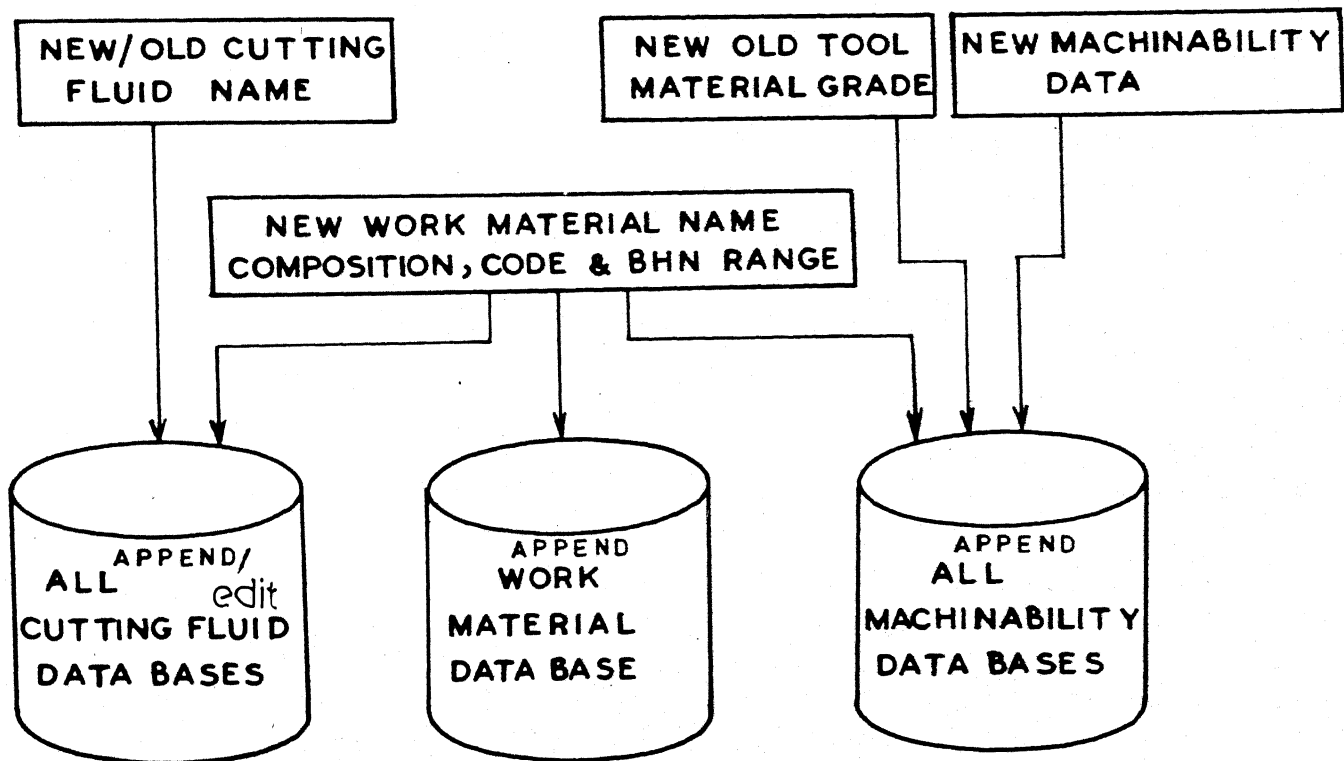 NEW/OLD CUTTING
FLUID NAME
NEW OLD TOOL
MATERIAL GRADE
NEW MACHINABILITY
DATA
NEW WORK MATERIAL NAME
COMPOSITION, CODE & BHN RANGE
APPEND/
ALL edit
CUTTING FLUID
DATA BASES
APPEND
WORK
MATERIAL
DATA BASE
APPEND
ALL
MACHINABILITY
DATA BASES